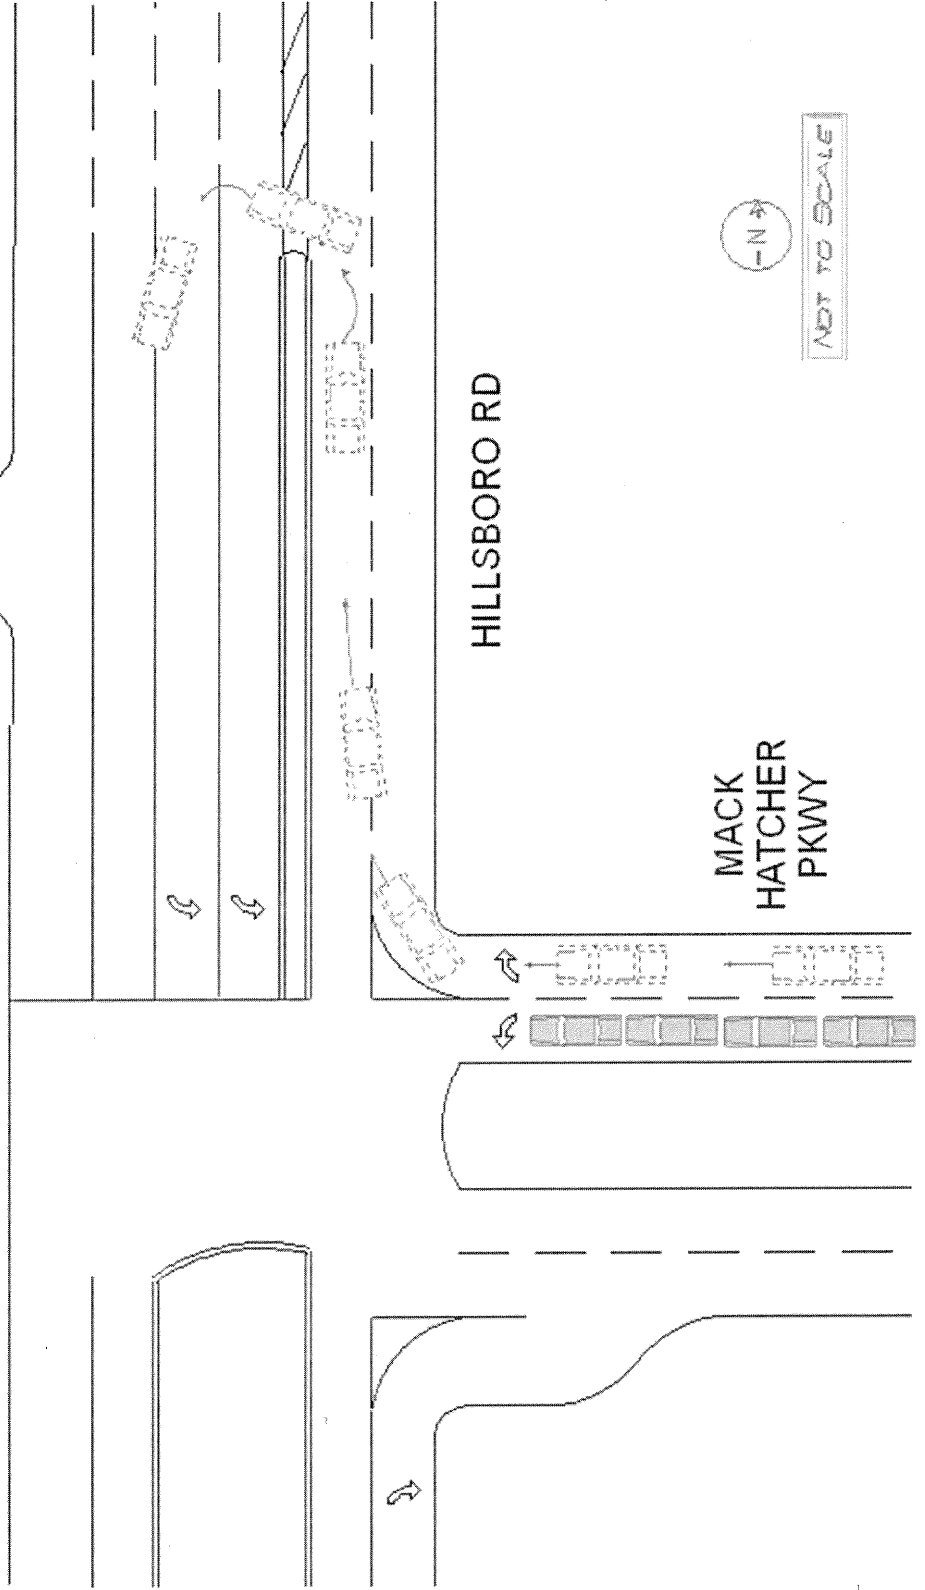 -N→
NOT TO SCALE
HILLSBORO RD
MACK
HATCHER
PKWY